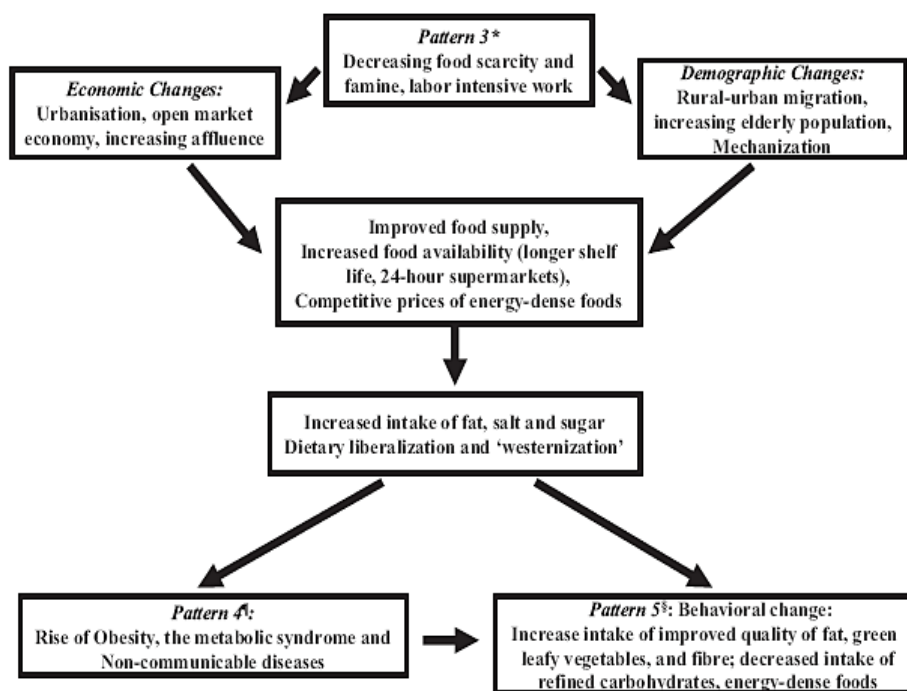 Pattern 3*
Decreasing food scarcity and
famine, labor intensive work
Economic Changes:
Urbanisation, open market
economy, increasing affluence
Demographic Changes:
Rural-urban migration,
increasing elderly population,
Mechanization
Improved food supply,
Increased food availability (longer shelf
life, 24-hour supermarkets),
Competitive prices of energy-dense foods
Increased intake of fat, salt and sugar
Dietary liberalization and ‘westernization’
Pattern 4¶:
Rise of Obesity, the metabolic syndrome and
Non-communicable diseases
Pattern 5§: Behavioral change:
Increase intake of improved quality of fat, green
leafy vegetables, and fibre; decreased intake of
refined carbohydrates, energy-dense foods